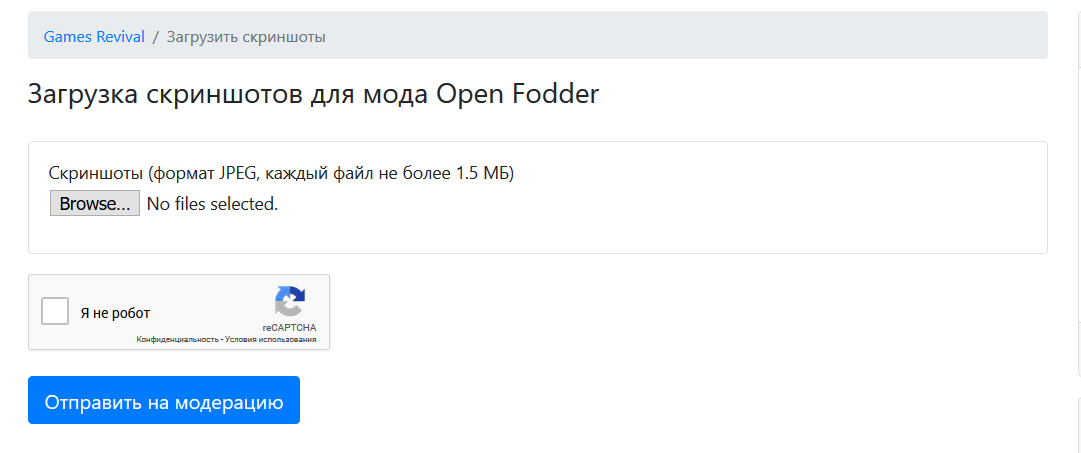 Games Revival / Загрузить скриншоты
Загрузка скриншотов для мода Open Fodder
Скриншоты (формат JPEG, каждый файл не более 1.5 МБ)
Browse... No files selected.
Я не робот
reCAPTCHA
Конфиденциальность - Условия использования
Отправить на модерацию